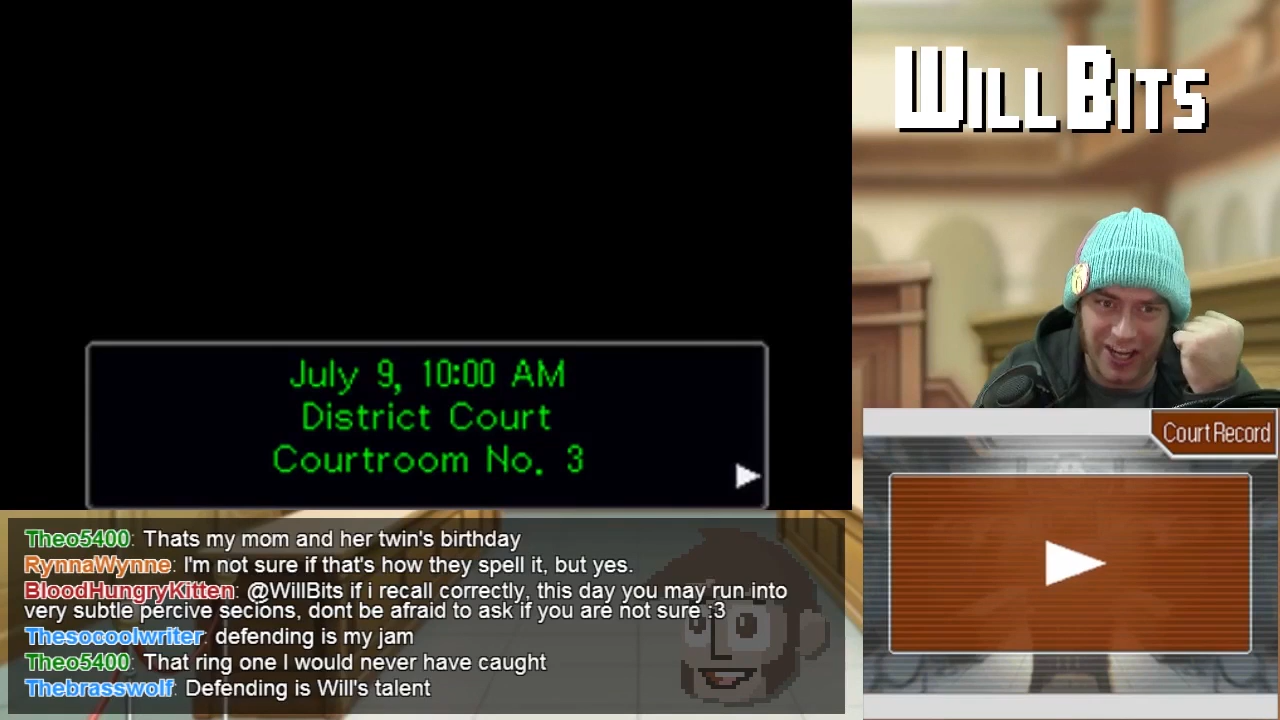 WILLBITS
July 9, 10:00 AM
District Court
Courtroom No. 3
Court Record
Theo5400: Thats my mom and her twin's birthday
RynnaWynne: I'm not sure if that's how they spell it, but yes.
BloodHungryKitten: @WillBits if i recall correctly, this day you may run into
very subtle percive secions, dont be afraid to ask if you are not sure :3
Thesocoolwriter: defending is my jam
Theo5400: That ring one I would never have caught
Thebrasswolf: Defending is Will's talent